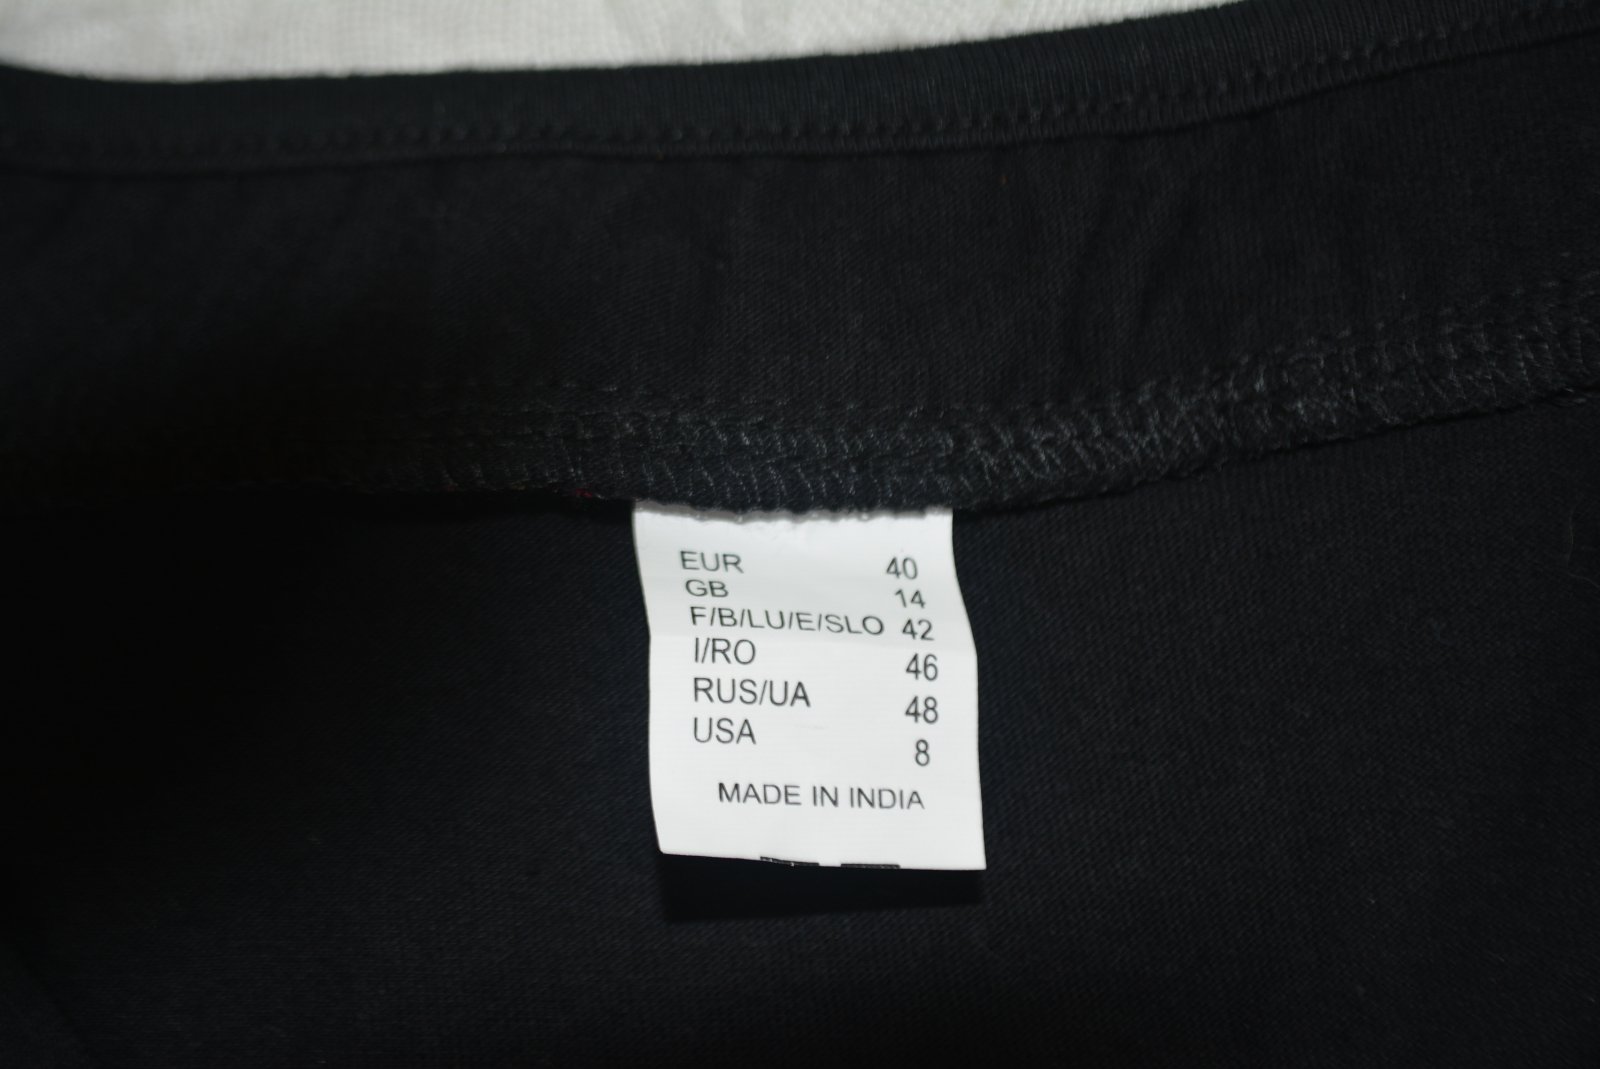 EUR 40
GB 14
F/B/LU/E/SLO 42
I/RO 46
RUS/UA 48
USA 8
MADE IN INDIA